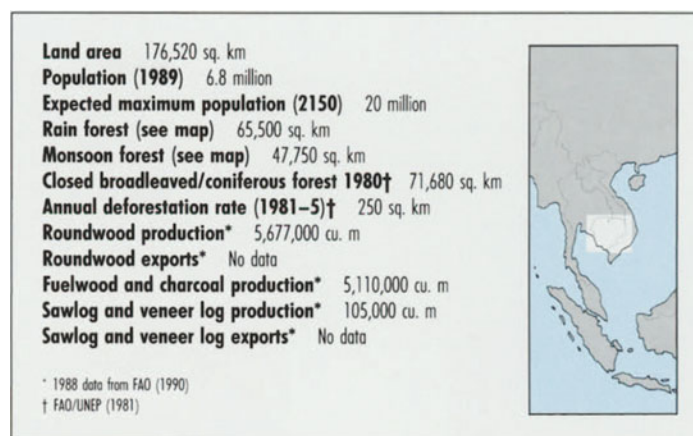 Land area 176,520 sq. km
Population (1989) 6.8 million
Expected maximum population (2150) 20 million
Rain forest (see map) 65,500 sq. km
Monsoon forest (see map) 47,750 sq. km
Closed broadleaved/coniferous forest 1980† 71,680 sq. km
Annual deforestation rate (1981–5)† 250 sq. km
Roundwood production* 5,677,000 cu. m
Roundwood exports* No data
Fuelwood and charcoal production* 5,110,000 cu. m
Sawlog and veneer log production* 105,000 cu. m
Sawlog and veneer log exports* No data
* 1988 data from FAO (1990)
† FAO/UNEP (1981)